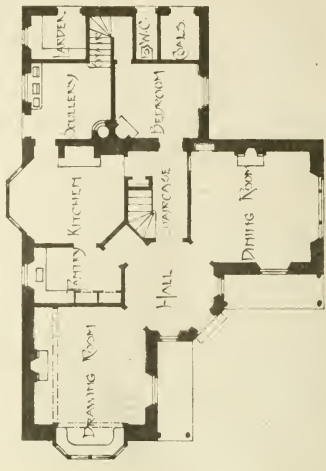 LARDER
W.C.
COALS.
SCULLERY
BEDROOM
KITCHEN
STAIRCASE
DINING ROOM
PANTRY
HALL
DRAWING ROOM